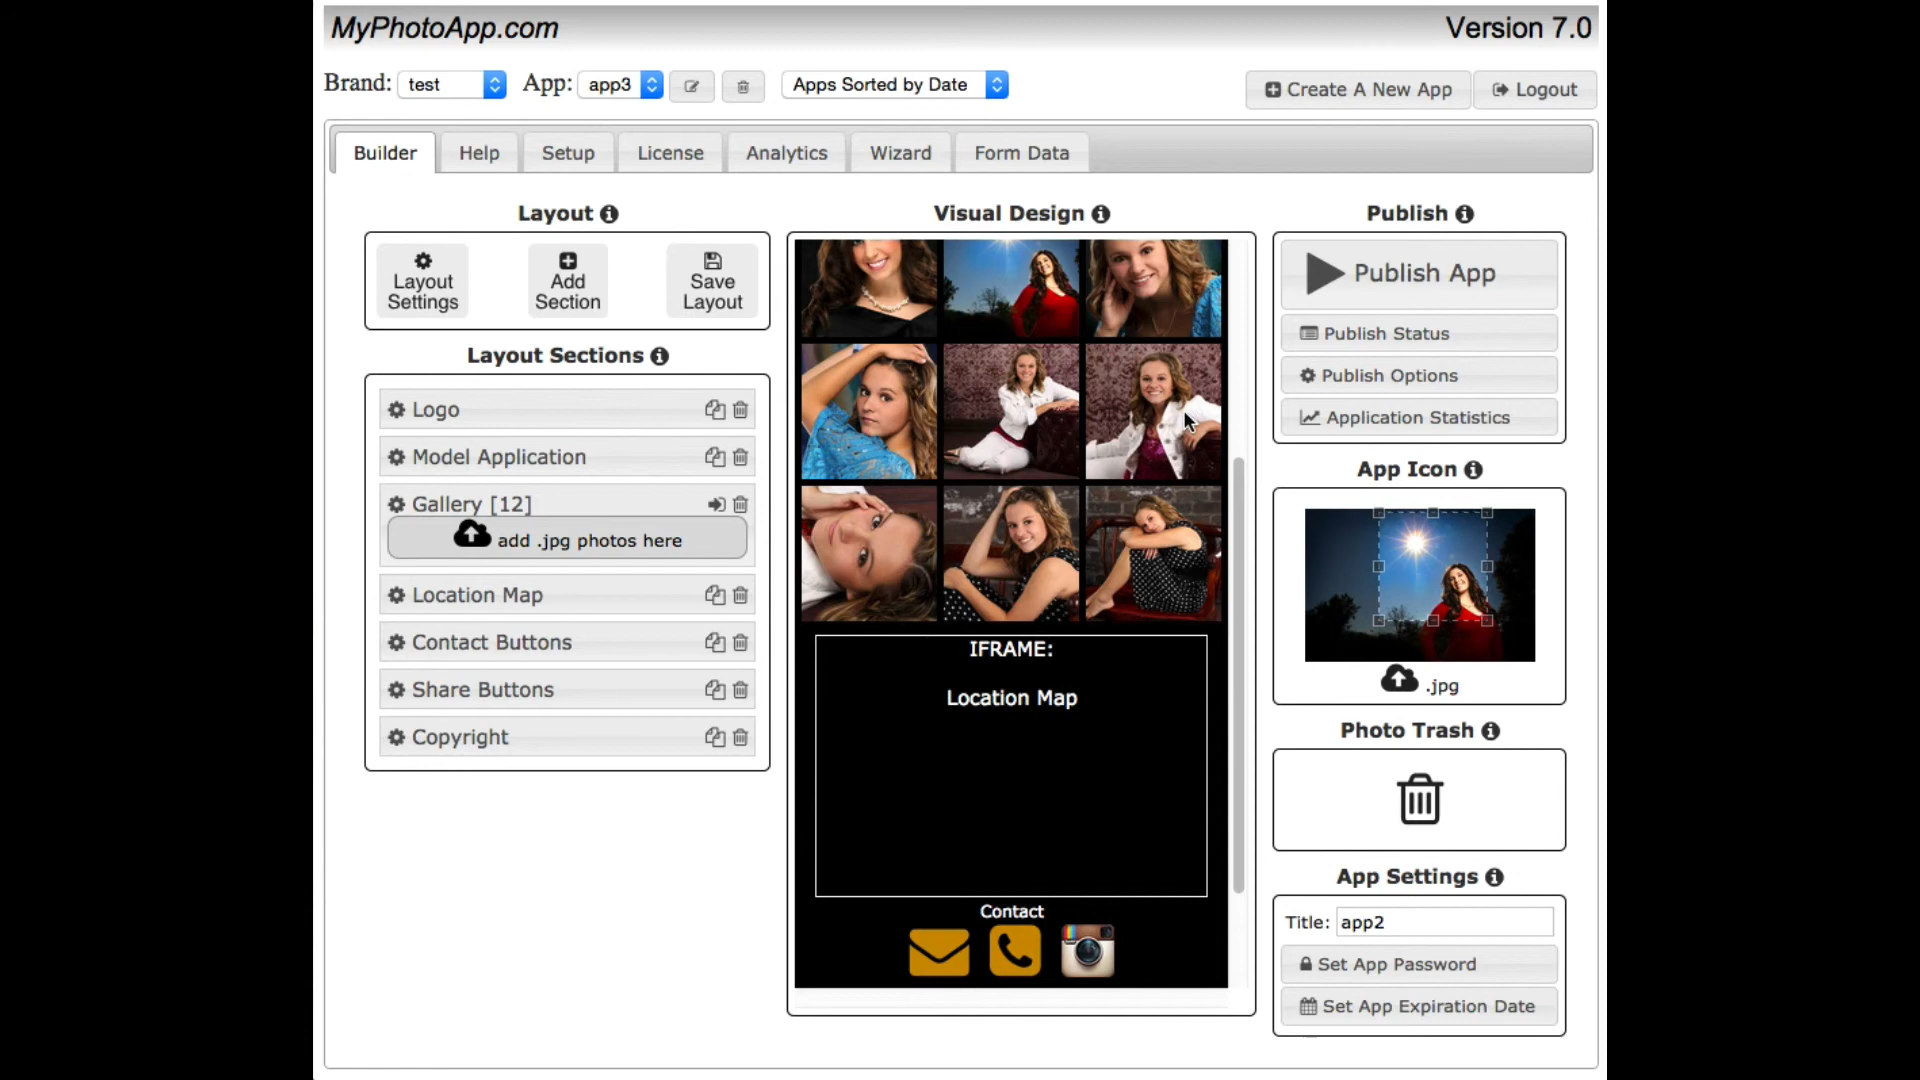 MyPhotoApp.com
Version 7.0
Brand: test App: app3 Apps Sorted by Date Create A New App Logout
Builder Help Setup License Analytics Wizard Form Data
Layout
Layout
Settings
Add
Section
Save
Layout
Layout Sections
Logo
Model Application
Gallery [12]
add .jpg photos here
Location Map
Contact Buttons
Share Buttons
Copyright
Visual Design
IFRAME:
Location Map
Contact
Publish
Publish App
Publish Status
Publish Options
Application Statistics
App Icon
.jpg
Photo Trash
App Settings
Title: app2
Set App Password
Set App Expiration Date